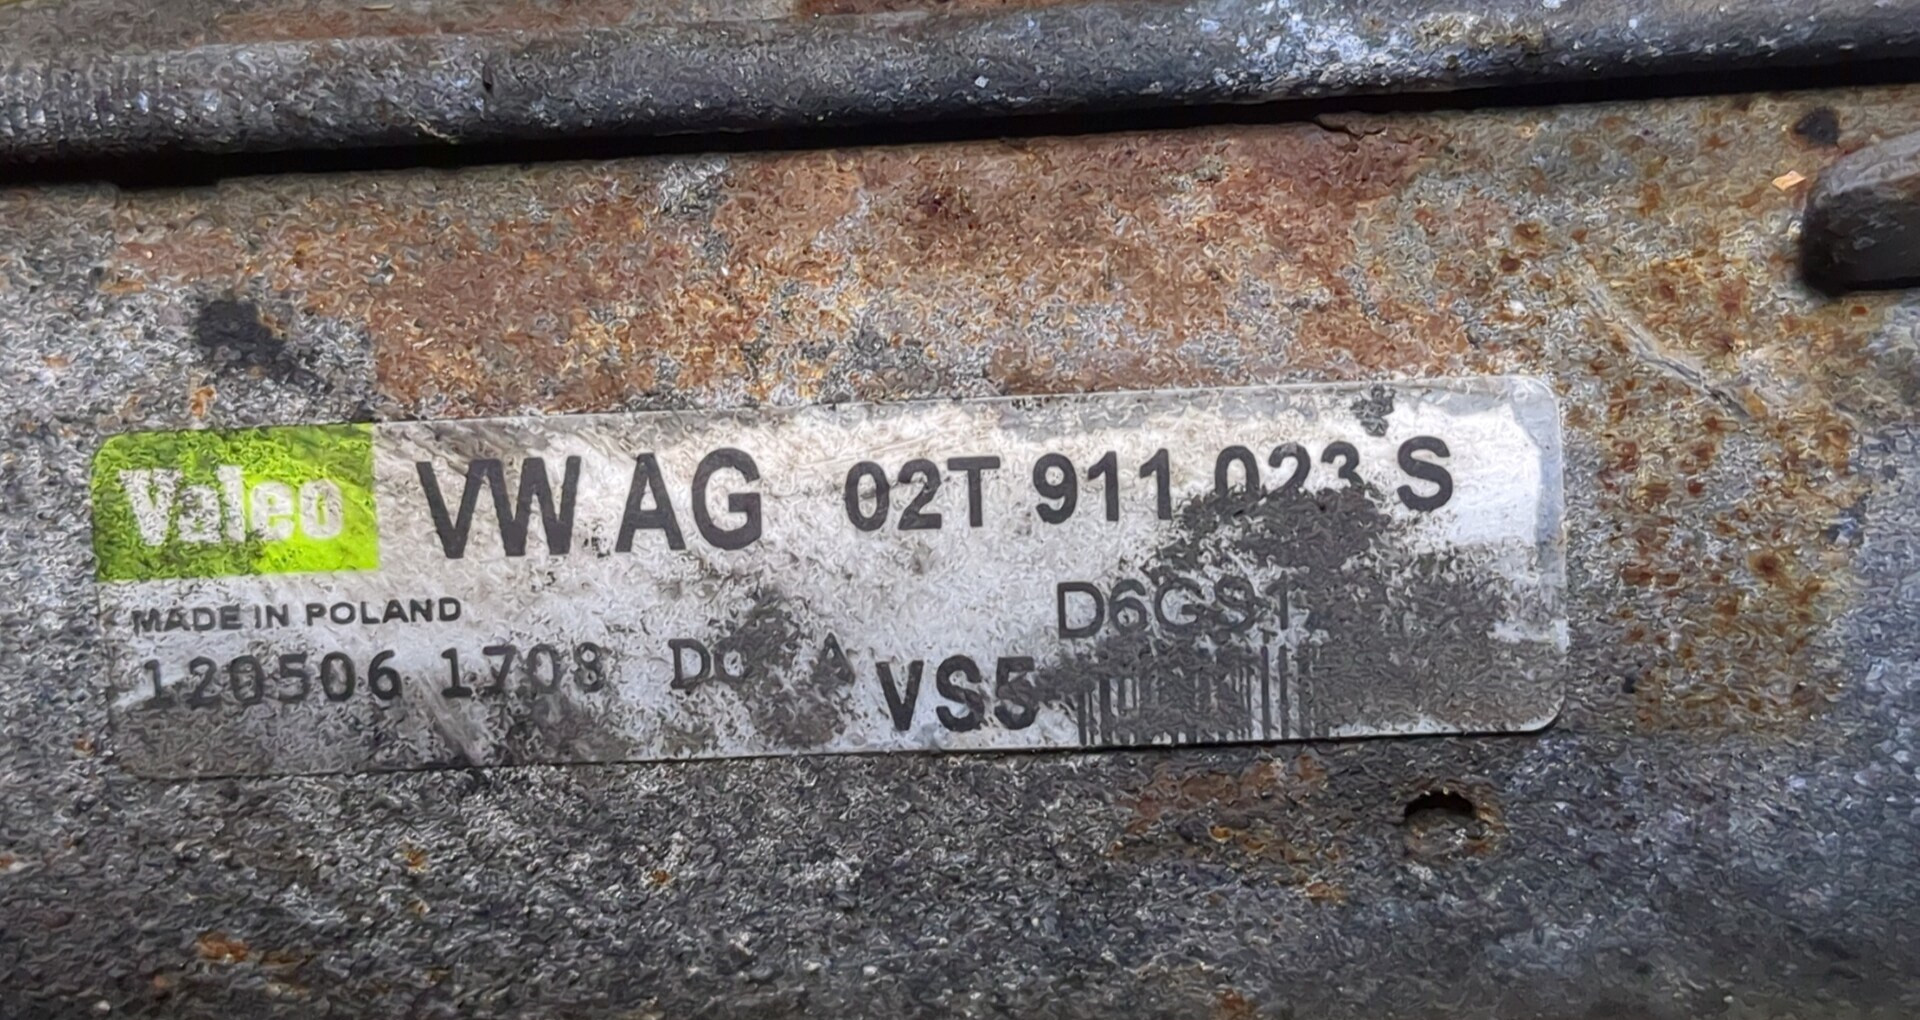 Valeo VW AG 02T 911 023 S
MADE IN POLAND D6GS1
120506 1708 VS5